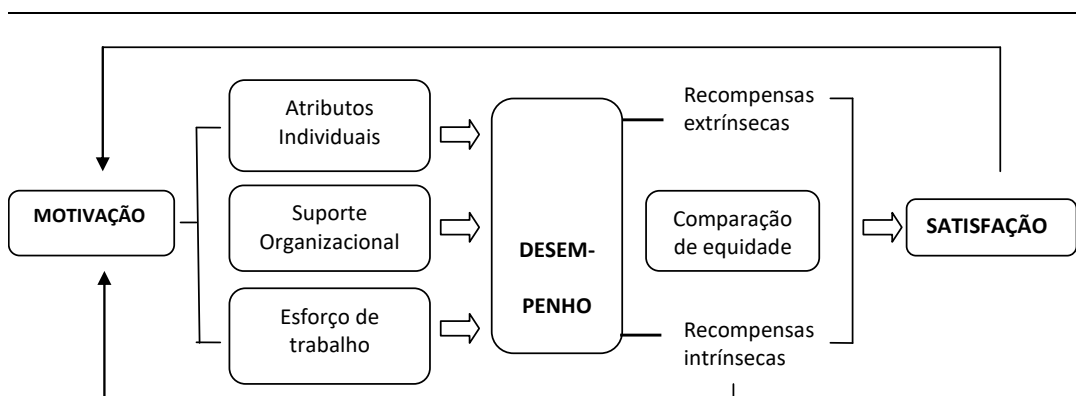 MOTIVAÇÃO
Atributos
Individuais
Suporte
Organizacional
Esforço de
trabalho
DESEM-
PENHO
Recompensas
extrínsecas
Comparação
de equidade
Recompensas
intrínsecas
SATISFAÇÃO